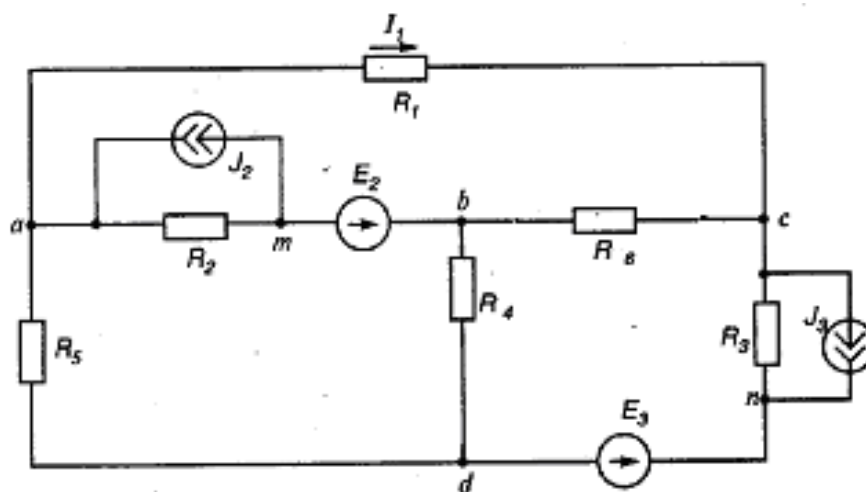 I₁
R₁
J₂
E₂
b
a
c
m
R₂
R₆
R₄
R₅
R₃
J₃
n
E₃
d